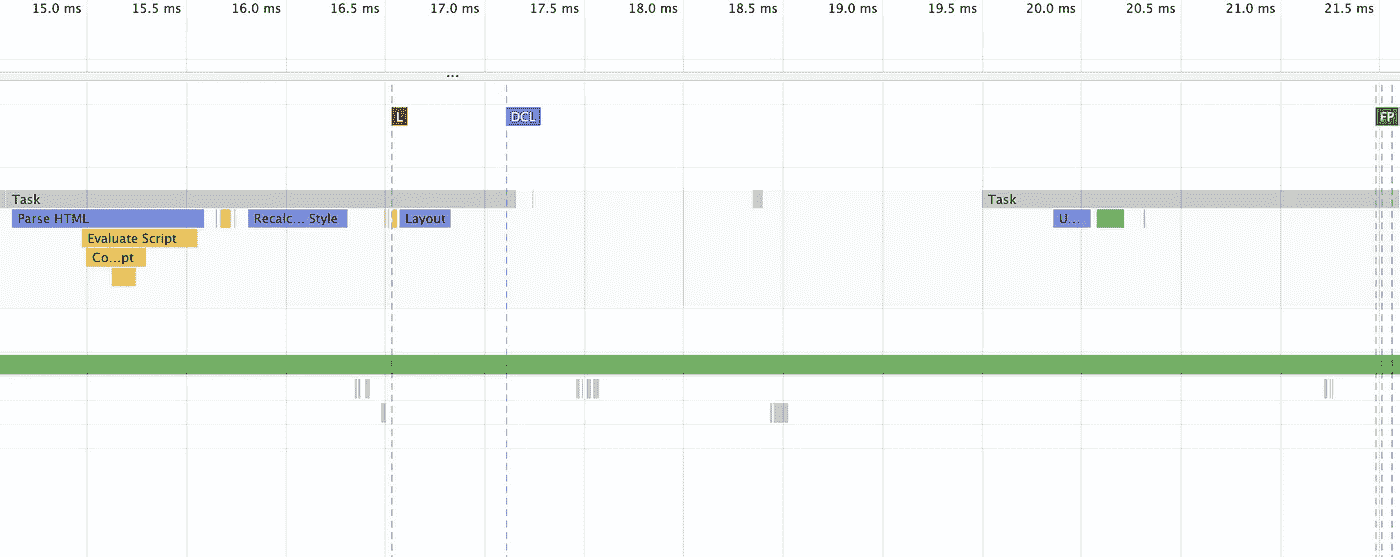 15.0 ms 15.5 ms 16.0 ms 16.5 ms 17.0 ms 17.5 ms 18.0 ms 18.5 ms 19.0 ms 19.5 ms 20.0 ms 20.5 ms 21.0 ms 21.5 ms
...
L DCL FP
Task Task
Parse HTML Recalc... Style Layout U...
Evaluate Script
Co...pt